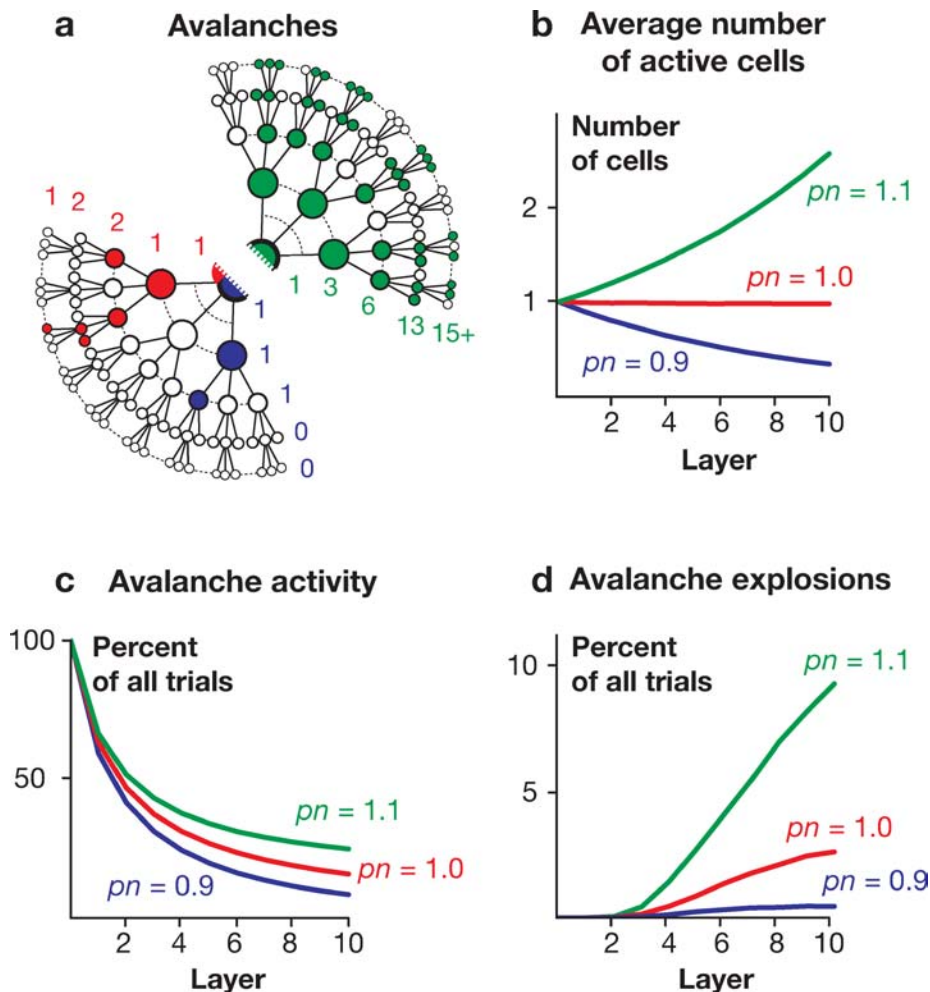 a Avalanches
1 2 2 1 1
1 3 6 13 15+
1
1
1
0
0
b Average number
of active cells
Number
of cells
2
1
pn = 1.1
pn = 1.0
pn = 0.9
2 4 6 8 10
Layer
c Avalanche activity
100
50
Percent
of all trials
pn = 1.1
pn = 1.0
pn = 0.9
2 4 6 8 10
Layer
d Avalanche explosions
10
5
Percent
of all trials
pn = 1.1
pn = 1.0
pn = 0.9
0
0 2 4 6 8 10
Layer